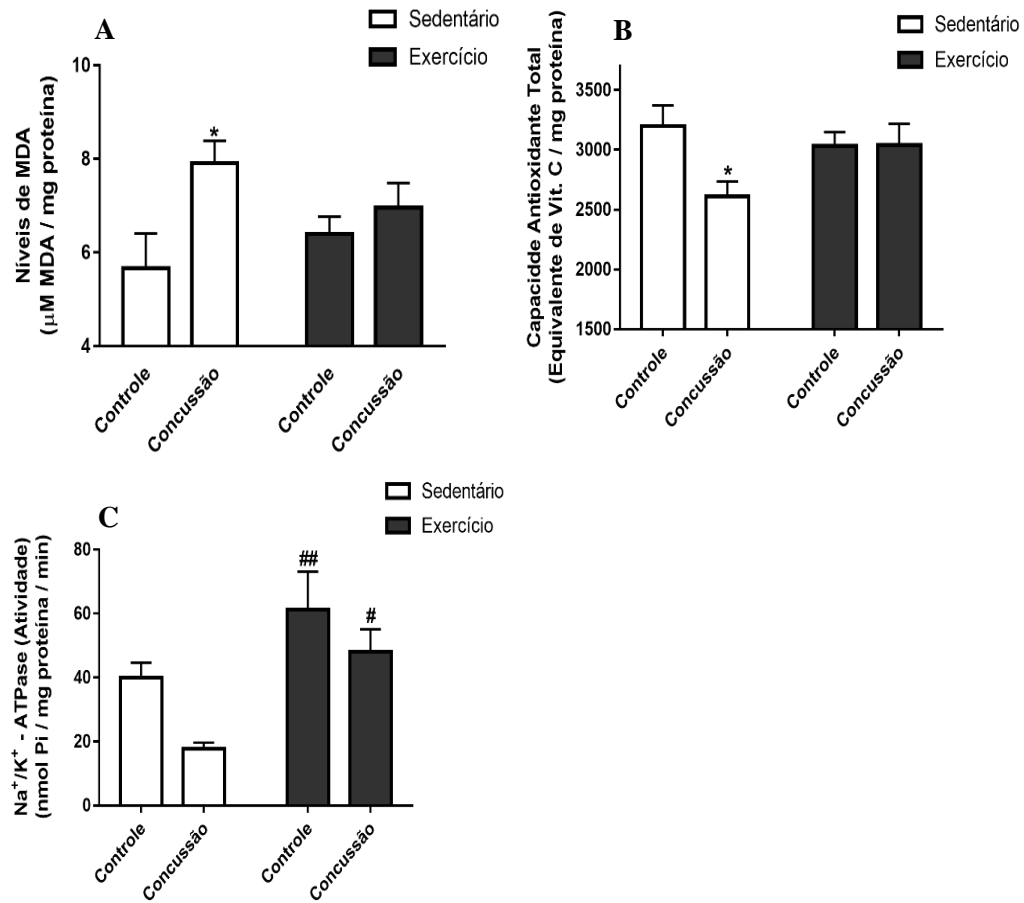 A
Sedentário
Exercício
Níveis de MDA
(µM MDA / mg proteína)
10
8
6
4
*
Controle
Concussão
Controle
Concussão
B
Sedentário
Exercício
Capacidde Antioxidante Total
(Equivalente de Vit. C / mg proteína)
3500
3000
2500
2000
1500
*
Controle
Concussão
Controle
Concussão
C
Sedentário
Exercício
Na+/K+ - ATPase (Atividade)
(nmol Pi / mg proteína / min)
80
60
40
20
0
##
#
Controle
Concussão
Controle
Concussão